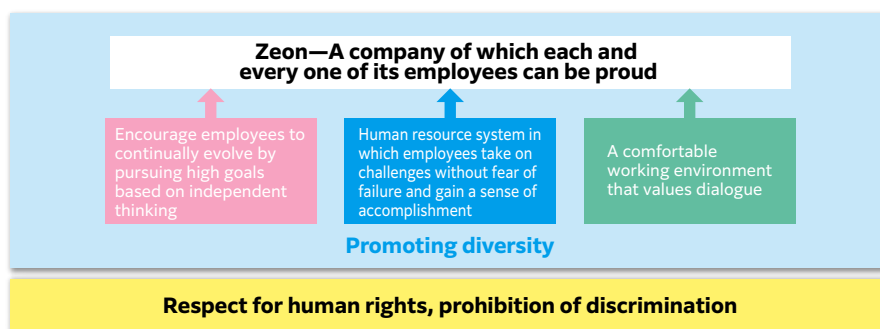 Zeon—A company of which each and
every one of its employees can be proud
Encourage employees to
continually evolve by
pursuing high goals
based on independent
thinking
Human resource system in
which employees take on
challenges without fear of
failure and gain a sense of
accomplishment
A comfortable
working environment
that values dialogue
Promoting diversity
Respect for human rights, prohibition of discrimination